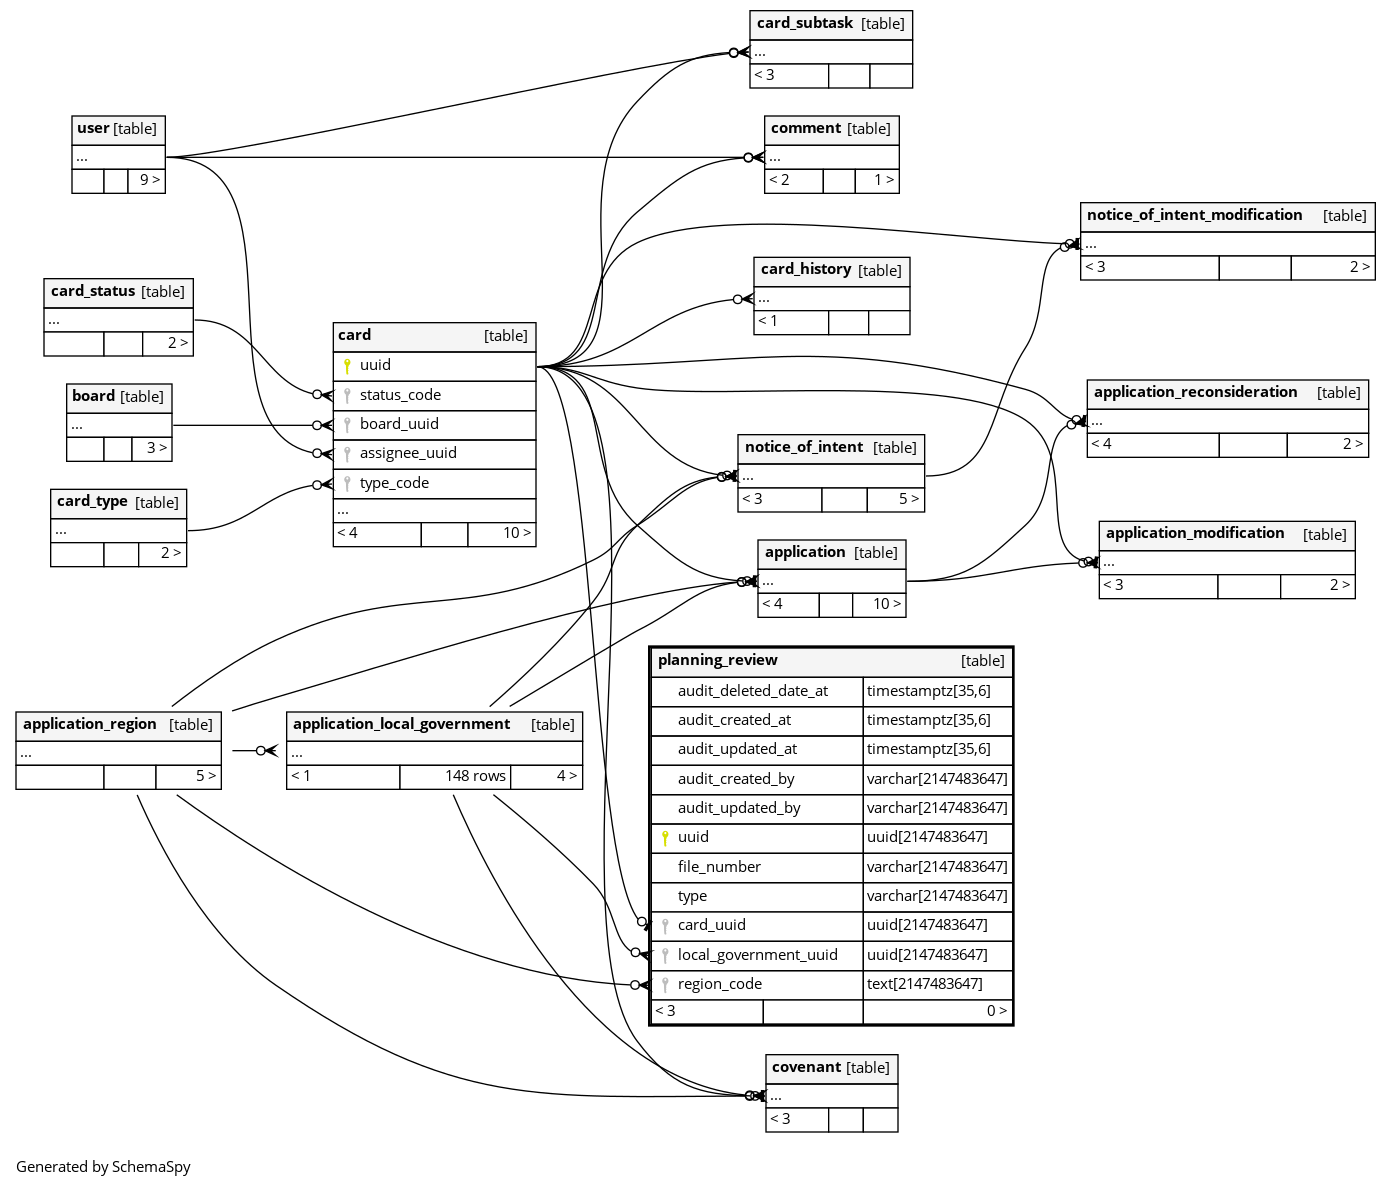 card_subtask [table]
...
< 3
user [table]
...
9 >
comment [table]
...
< 2 1 >
notice_of_intent_modification [table]
...
< 3 2 >
card_history [table]
...
< 1
card_status [table]
...
2 >
card [table]
uuid
status_code
board_uuid
assignee_uuid
type_code
...
< 4 10 >
board [table]
...
3 >
application_reconsideration [table]
...
< 4 2 >
notice_of_intent [table]
...
< 3 5 >
card_type [table]
...
2 >
application_modification [table]
...
< 3 2 >
application [table]
...
< 4 10 >
planning_review [table]
audit_deleted_date_at timestamptz[35,6]
audit_created_at timestamptz[35,6]
audit_updated_at timestamptz[35,6]
audit_created_by varchar[2147483647]
audit_updated_by varchar[2147483647]
uuid uuid[2147483647]
file_number varchar[2147483647]
type varchar[2147483647]
card_uuid uuid[2147483647]
local_government_uuid uuid[2147483647]
region_code text[2147483647]
< 3 0 >
application_region [table]
...
5 >
application_local_government [table]
...
< 1 148 rows 4 >
covenant [table]
...
< 3
Generated by SchemaSpy